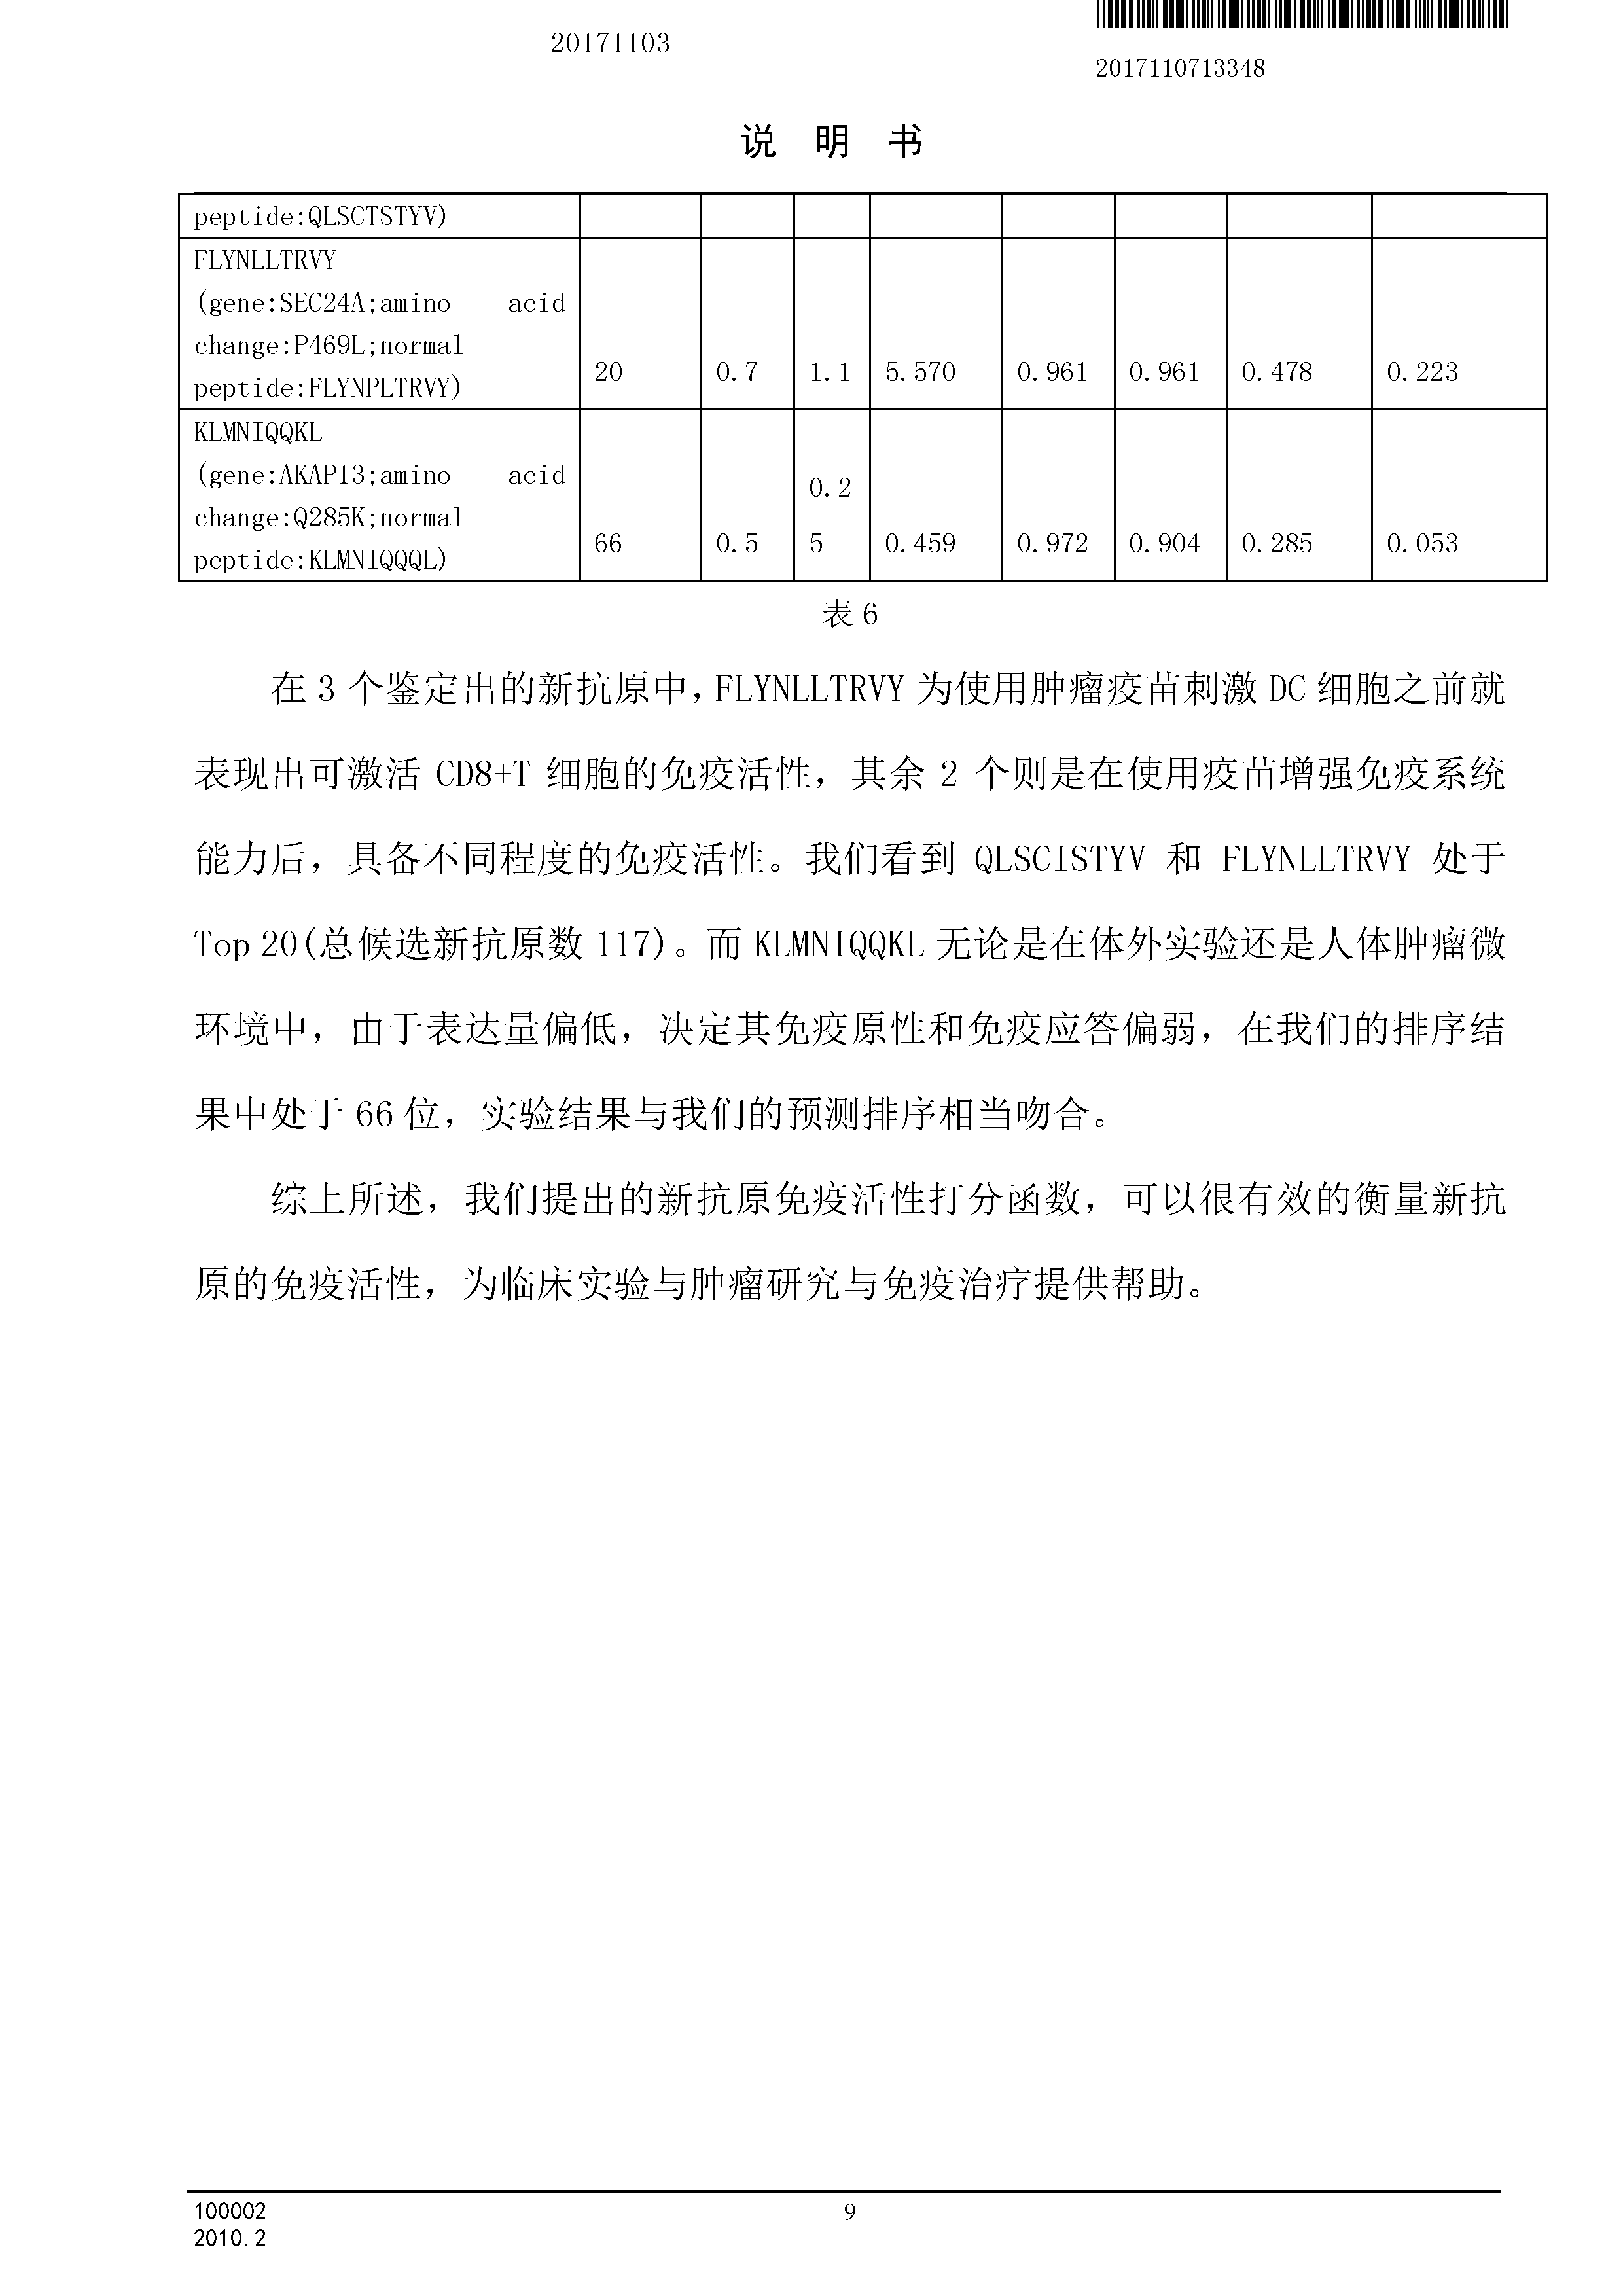 20171103
2017110713348
说 明 书
peptide:QLSCTSTYV)
FLYNLLTRVY
(gene:SEC24A;amino acid
change:P469L;normal
peptide:FLYNPLTRVY)
20 0.7 1.1 5.570 0.961 0.961 0.478 0.223
KLMNIQQKL
(gene:AKAP13;amino acid
change:Q285K;normal
peptide:KLMNIQQQL)
66 0.5 0.2
5 0.459 0.972 0.904 0.285 0.053
表 6
在 3 个鉴定出的新抗原中,FLYNLLTRVY 为使用肿瘤疫苗刺激 DC 细胞之前就
表现出可激活 CD8+T 细胞的免疫活性，其余 2 个则是在使用疫苗增强免疫系统
能力后，具备不同程度的免疫活性。我们看到 QLSCISTYV 和 FLYNLLTRVY 处于
Top 20(总候选新抗原数 117)。而 KLMNIQQKL 无论是在体外实验还是人体肿瘤微
环境中，由于表达量偏低，决定其免疫原性和免疫应答偏弱，在我们的排序结
果中处于 66 位，实验结果与我们的预测排序相当吻合。
综上所述，我们提出的新抗原免疫活性打分函数，可以很有效的衡量新抗
原的免疫活性，为临床实验与肿瘤研究与免疫治疗提供帮助。
100002
2010.2
9